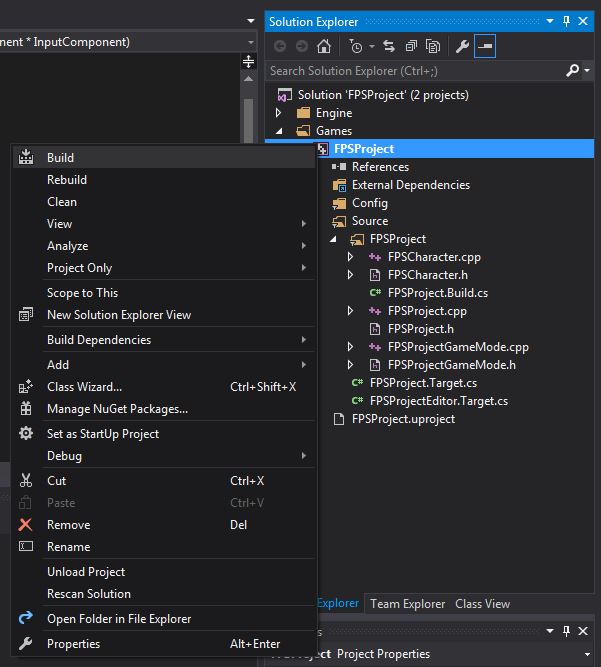 Solution Explorer
onent * InputComponent)
Search Solution Explorer (Ctrl+;)
Solution 'FPSProject' (2 projects)
Engine
Games
FPSProject
References
External Dependencies
Config
Source
FPSProject
FPSCharacter.cpp
FPSCharacter.h
C# FPSProject.Build.cs
FPSProject.cpp
FPSProject.h
FPSProjectGameMode.cpp
FPSProjectGameMode.h
C# FPSProject.Target.cs
C# FPSProjectEditor.Target.cs
FPSProject.uproject
Build
Rebuild
Clean
View
Analyze
Project Only
Scope to This
New Solution Explorer View
Build Dependencies
Add
Class Wizard... Ctrl+Shift+X
Manage NuGet Packages...
Set as StartUp Project
Debug
Cut Ctrl+X
Paste Ctrl+V
Remove Del
Rename
Unload Project
Rescan Solution
Open Folder in File Explorer
Properties Alt+Enter
Explorer Team Explorer Class View
Project Properties